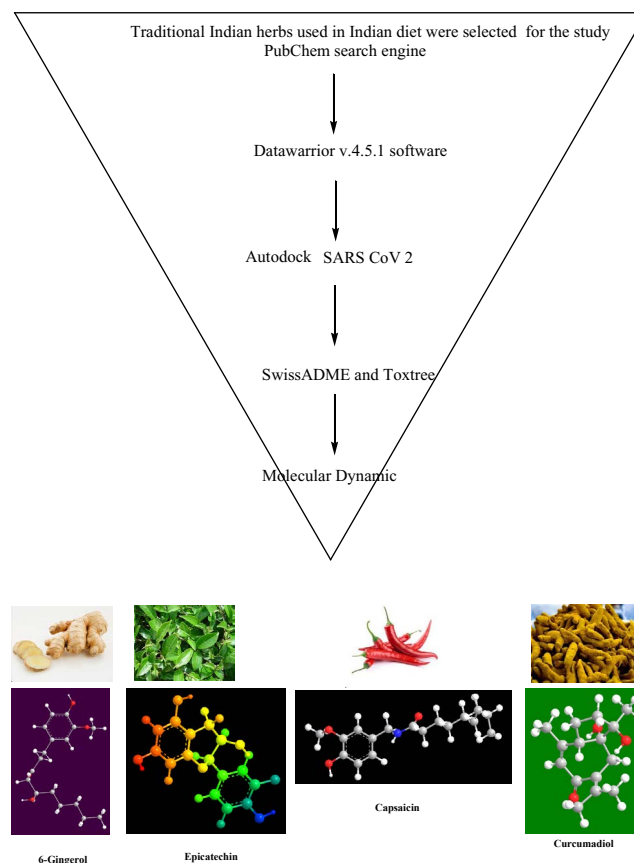 Traditional Indian herbs used in Indian diet were selected for the study
PubChem search engine
Datawarrior v.4.5.1 software
Autodock SARS CoV 2
SwissADME and Toxtree
Molecular Dynamic
6-Gingerol
Epicatechin
Capsaicin
Curcumadiol